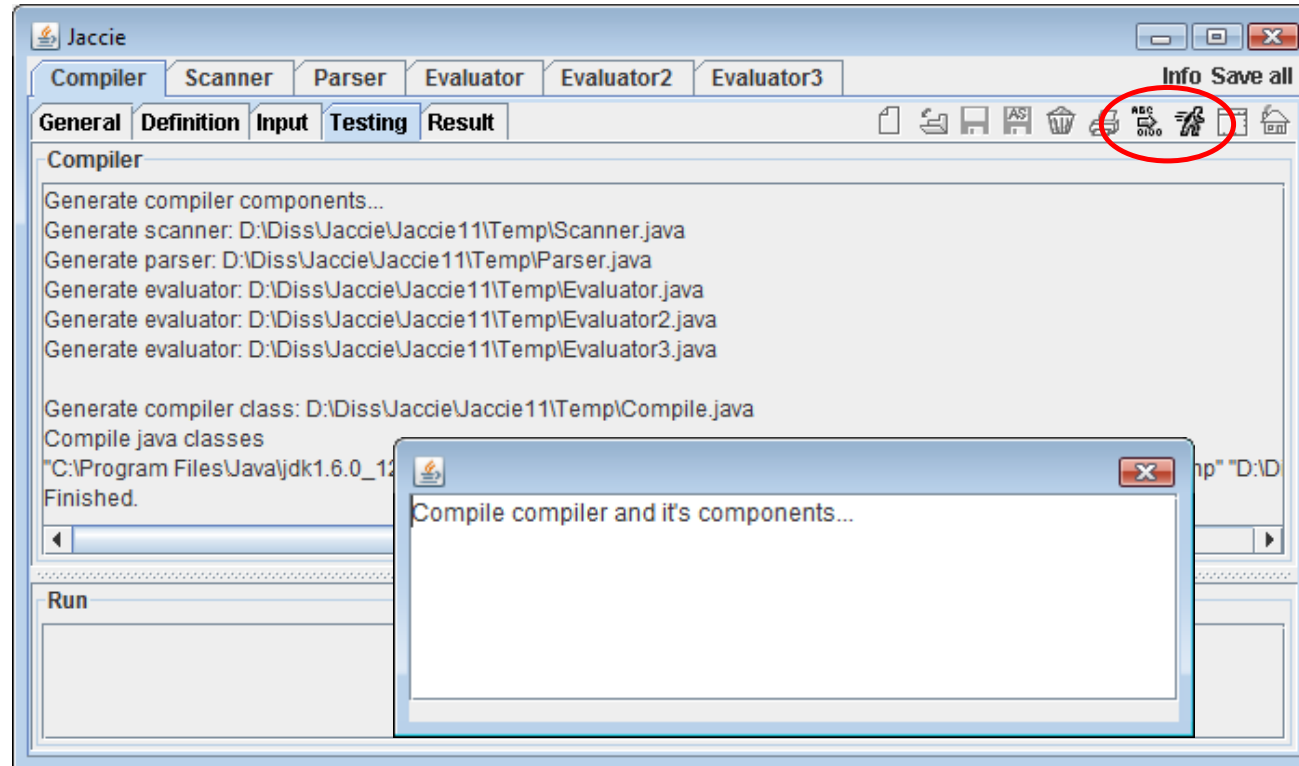 Jaccie
Compiler Scanner Parser Evaluator Evaluator2 Evaluator3 Info Save all
General Definition Input Testing Result AS ABC 0100
Compiler
Generate compiler components...
Generate scanner: D:\Diss\Jaccie\Jaccie11\Temp\Scanner.java
Generate parser: D:\Diss\Jaccie\Jaccie11\Temp\Parser.java
Generate evaluator: D:\Diss\Jaccie\Jaccie11\Temp\Evaluator.java
Generate evaluator: D:\Diss\Jaccie\Jaccie11\Temp\Evaluator2.java
Generate evaluator: D:\Diss\Jaccie\Jaccie11\Temp\Evaluator3.java
Generate compiler class: D:\Diss\Jaccie\Jaccie11\Temp\Compile.java
Compile java classes
"C:\Program Files\Java\jdk1.6.0_12 mp" "D:\D
Finished.
Compile compiler and it's components...
Run